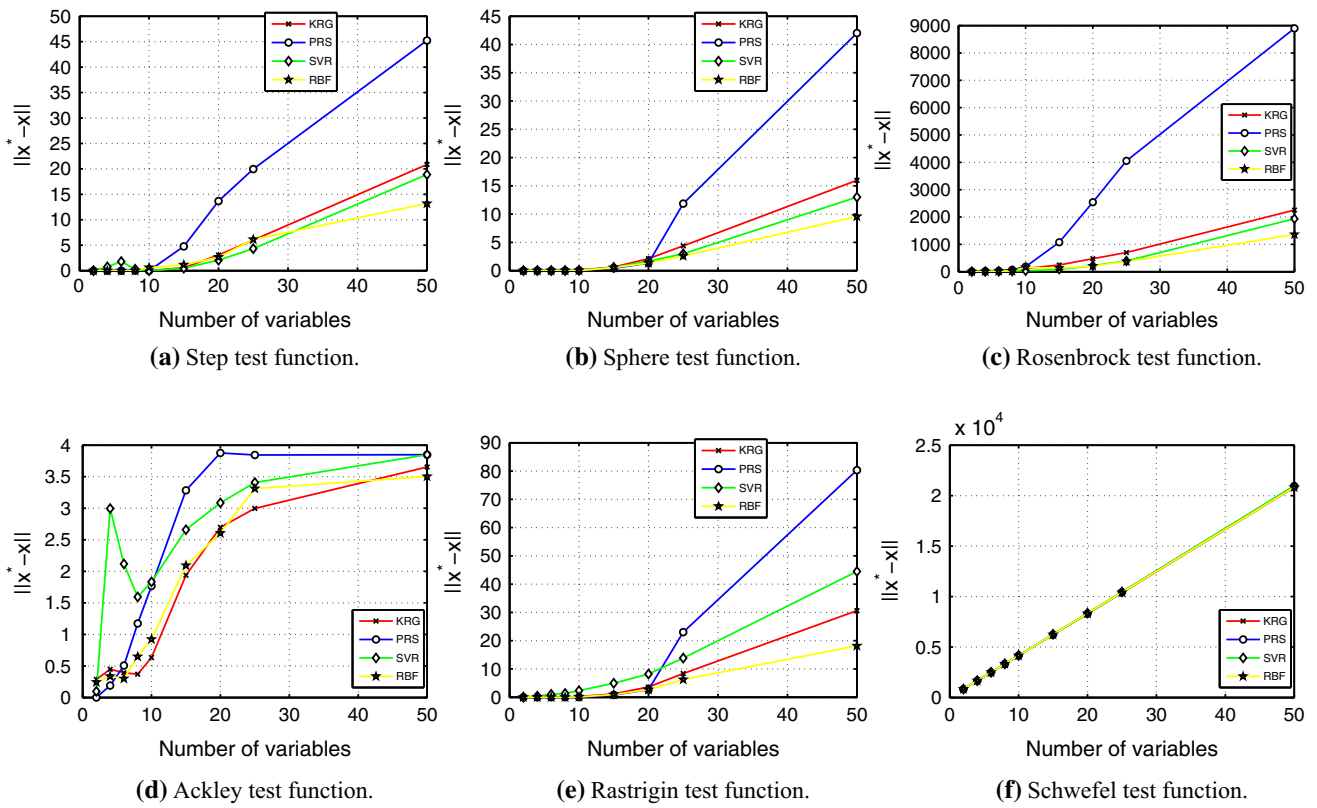 50
45
40
35
30
25
20
15
10
5
0
||x*−x||
KRG
PRS
SVR
RBF
0 10 20 30 40 50
Number of variables
(a) Step test function.
45
40
35
30
25
20
15
10
5
0
||x*−x||
KRG
PRS
SVR
RBF
0 10 20 30 40 50
Number of variables
(b) Sphere test function.
9000
8000
7000
6000
5000
4000
3000
2000
1000
0
||x*−x||
KRG
PRS
SVR
RBF
0 10 20 30 40 50
Number of variables
(c) Rosenbrock test function.
4
3.5
3
2.5
2
1.5
1
0.5
0
||x*−x||
KRG
PRS
SVR
RBF
0 10 20 30 40 50
Number of variables
(d) Ackley test function.
90
80
70
60
50
40
30
20
10
0
||x*−x||
KRG
PRS
SVR
RBF
0 10 20 30 40 50
Number of variables
(e) Rastrigin test function.
x 10^4
2.5
2
1.5
1
0.5
0
||x*−x||
KRG
PRS
SVR
RBF
0 10 20 30 40 50
Number of variables
(f) Schwefel test function.